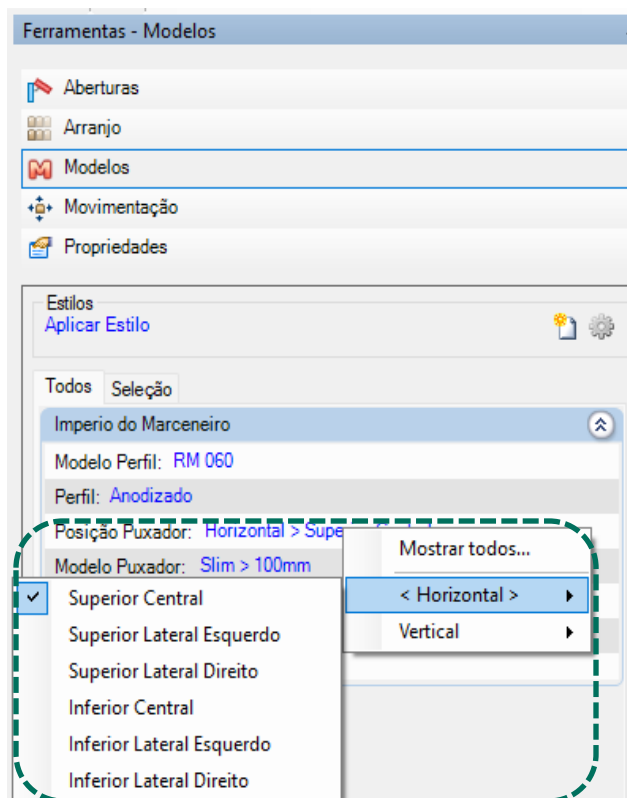 Ferramentas - Modelos
Aberturas
Arranjo
Modelos
Movimentação
Propriedades
Estilos
Aplicar Estilo
Todos Seleção
Imperio do Marceneiro
Modelo Perfil: RM 060
Perfil: Anodizado
Posição Puxador: Horizontal >
Modelo Puxador: Slim > 100mm
Mostrar todos...
< Horizontal >
Vertical
Superior Central
Superior Lateral Esquerdo
Superior Lateral Direito
Inferior Central
Inferior Lateral Esquerdo
Inferior Lateral Direito